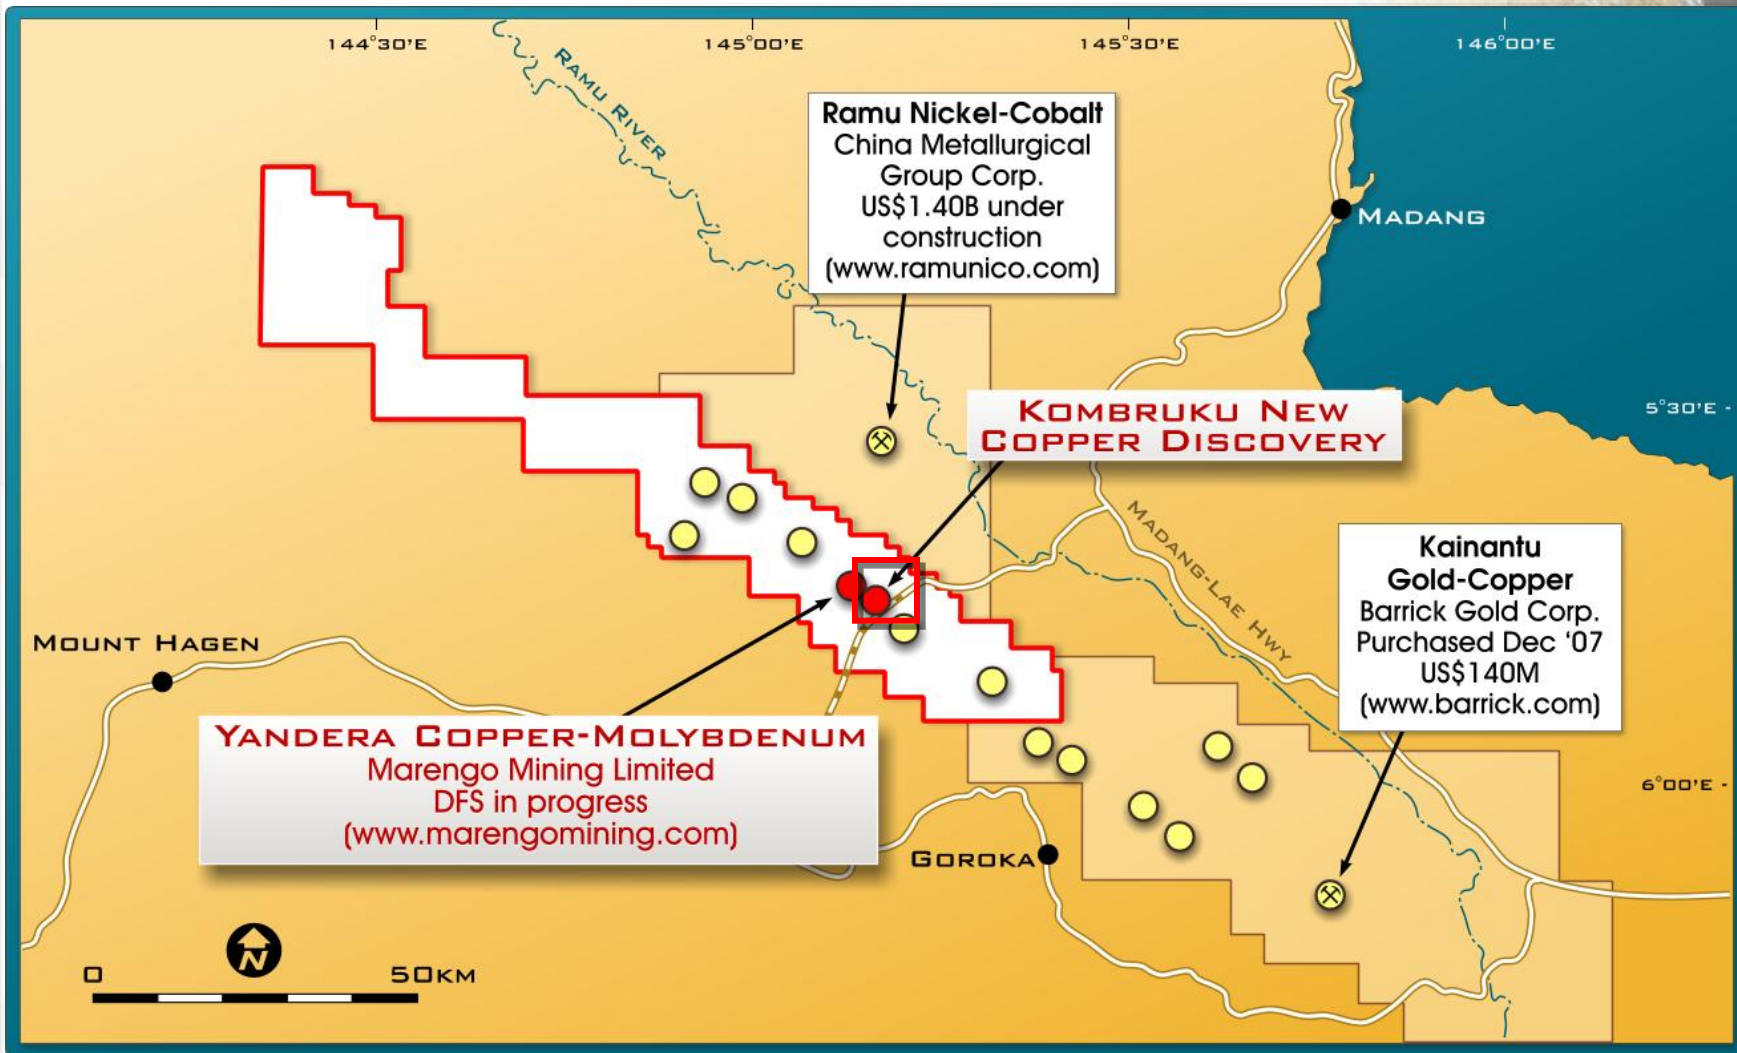 144°30'E
145°00'E
145°30'E
146°00'E
RAMU RIVER
Ramu Nickel-Cobalt
China Metallurgical
Group Corp.
US$1.40B under
construction
(www.ramunico.com)
MADANG
KOMBRUKU NEW
COPPER DISCOVERY
5°30'E -
MADANG-LAE HWY
Kainantu
Gold-Copper
Barrick Gold Corp.
Purchased Dec '07
US$140M
(www.barrick.com)
MOUNT HAGEN
YANDERA COPPER-MOLYBDENUM
Marengo Mining Limited
DFS in progress
(www.marengomining.com)
6°00'E -
GOROKA
N
0 50KM